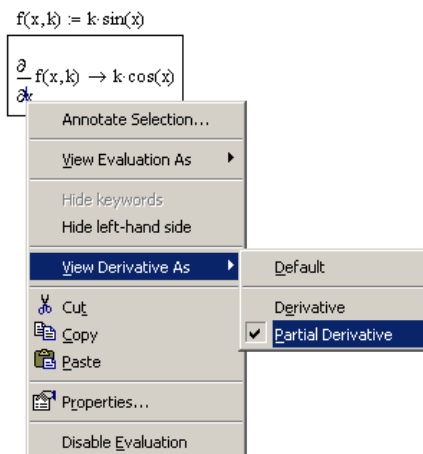 f(x,k) := k·sin(x)
∂/∂x f(x,k) → k·cos(x)
Annotate Selection...
View Evaluation As
Hide keywords
Hide left-hand side
View Derivative As
Default
Derivative
Partial Derivative
Cut
Copy
Paste
Properties...
Disable Evaluation